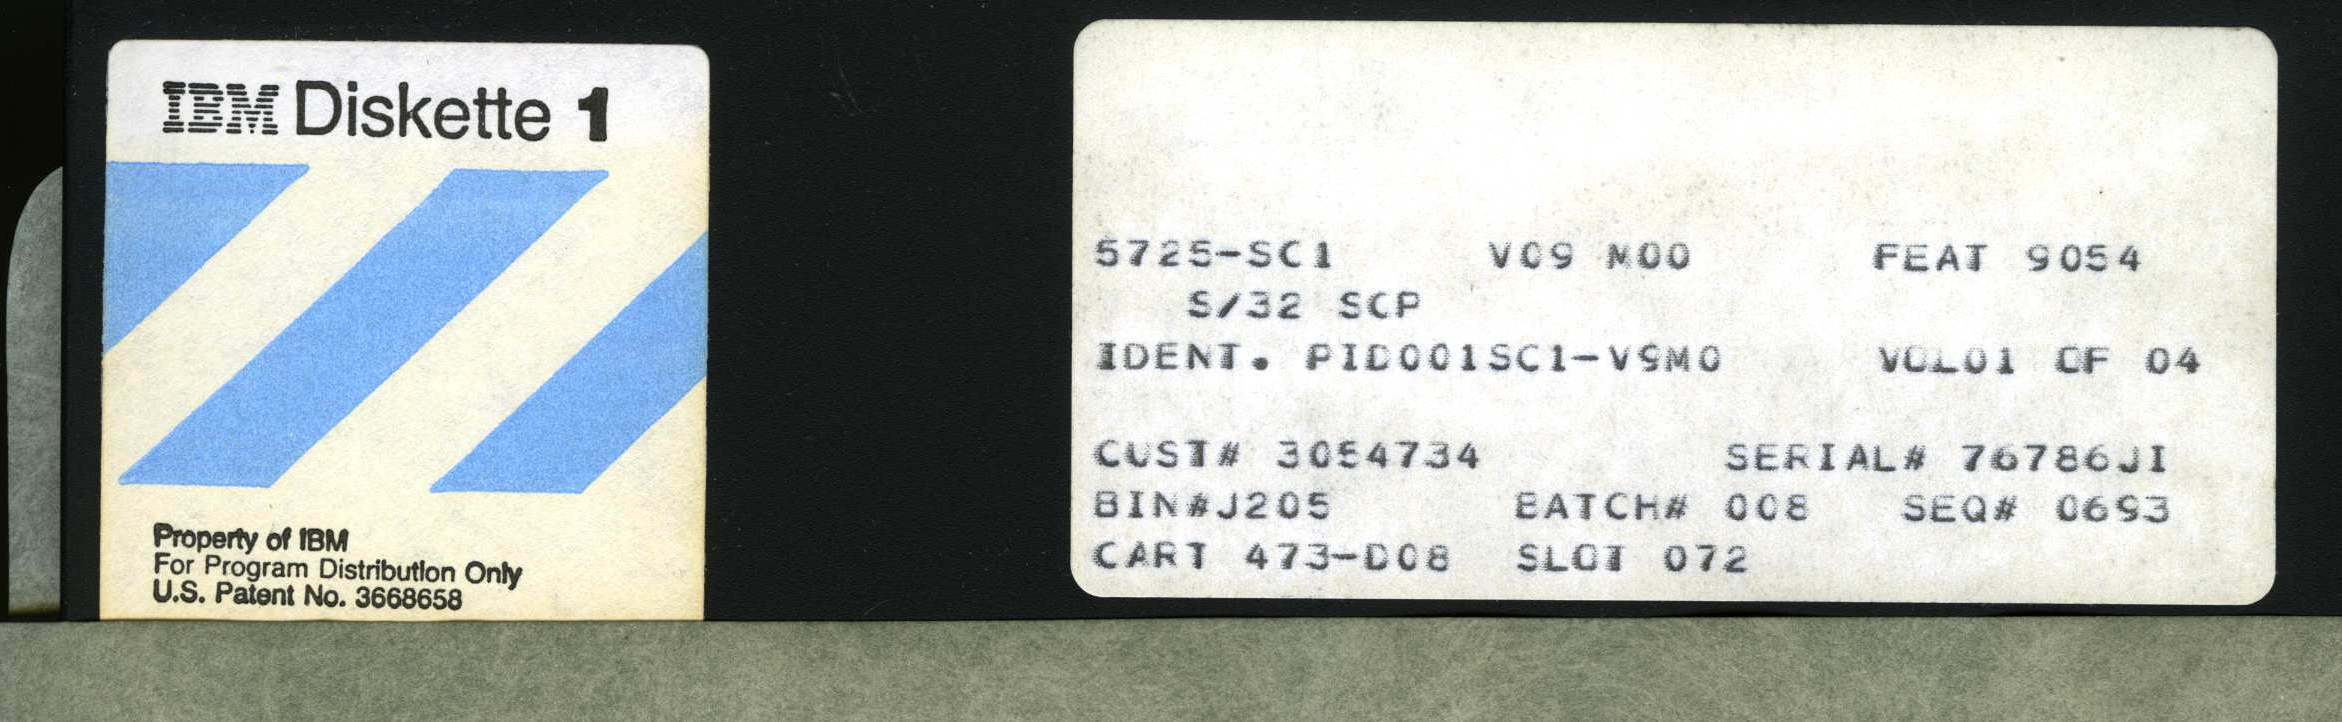 IBM Diskette 1
Property of IBM
For Program Distribution Only
U.S. Patent No. 3668658
5725-SC1 V09 M00 FEAT 9054
S/32 SCP
IDENT. PID001SC1-V9M0 VOL01 OF 04
CUST# 3054734 SERIAL# 76786JI
BIN#J205 BATCH# 008 SEQ# 0693
CART 473-D08 SLOT 072